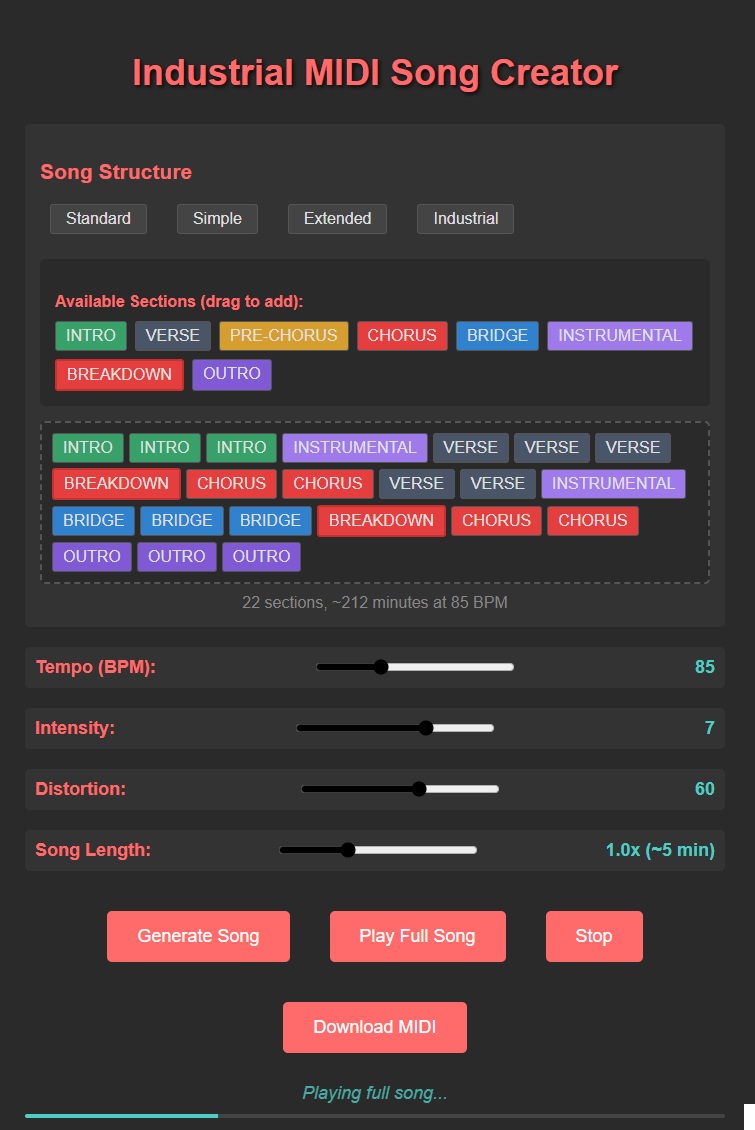 Industrial MIDI Song Creator
Song Structure
Standard Simple Extended Industrial
Available Sections (drag to add):
INTRO VERSE PRE-CHORUS CHORUS BRIDGE INSTRUMENTAL
BREAKDOWN OUTRO
INTRO INTRO INTRO INSTRUMENTAL VERSE VERSE VERSE
BREAKDOWN CHORUS CHORUS VERSE VERSE INSTRUMENTAL
BRIDGE BRIDGE BRIDGE BREAKDOWN CHORUS CHORUS
OUTRO OUTRO OUTRO
22 sections, ~212 minutes at 85 BPM
Tempo (BPM): 85
Intensity: 7
Distortion: 60
Song Length: 1.0x (~5 min)
Generate Song Play Full Song Stop
Download MIDI
Playing full song...